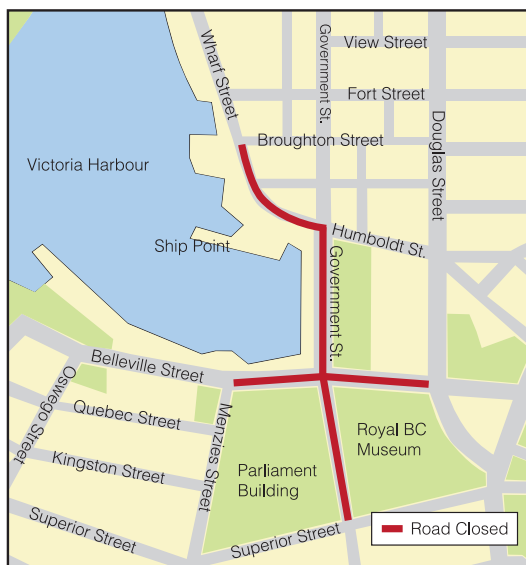 View Street
Government St.
Wharf Street
Fort Street
Douglas Street
Broughton Street
Victoria Harbour
Ship Point
Humboldt St.
Government St.
Belleville Street
Oswego Street
Quebec Street
Menzies Street
Royal BC
Museum
Kingston Street
Parliament
Building
Superior Street
Superior Street
Road Closed